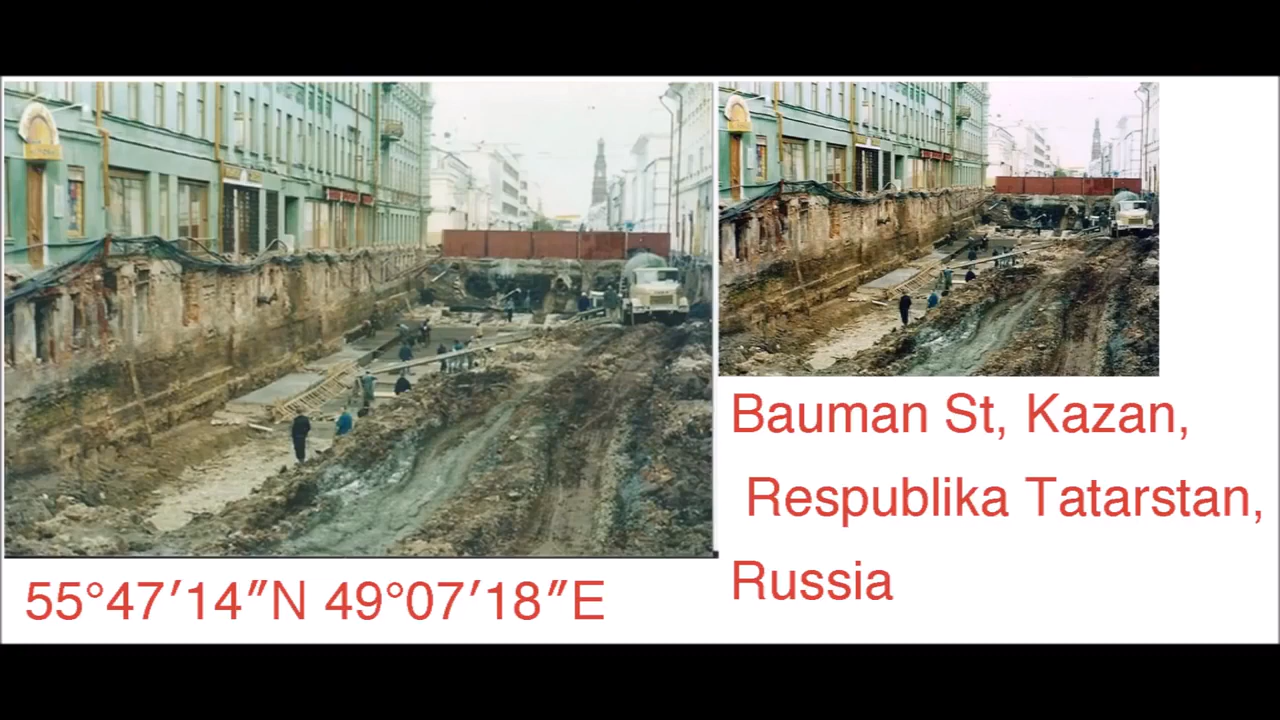 Bauman St, Kazan,
Respublika Tatarstan,
Russia
55°47′14″N 49°07′18″E